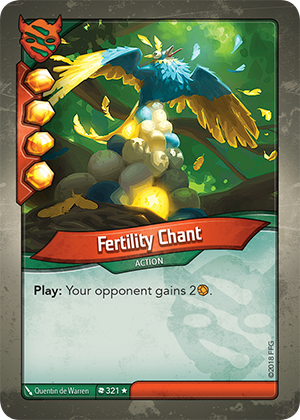 Fertility Chant
ACTION
Play: Your opponent gains 2.
©2018 FFG
Quentin de Warren
321